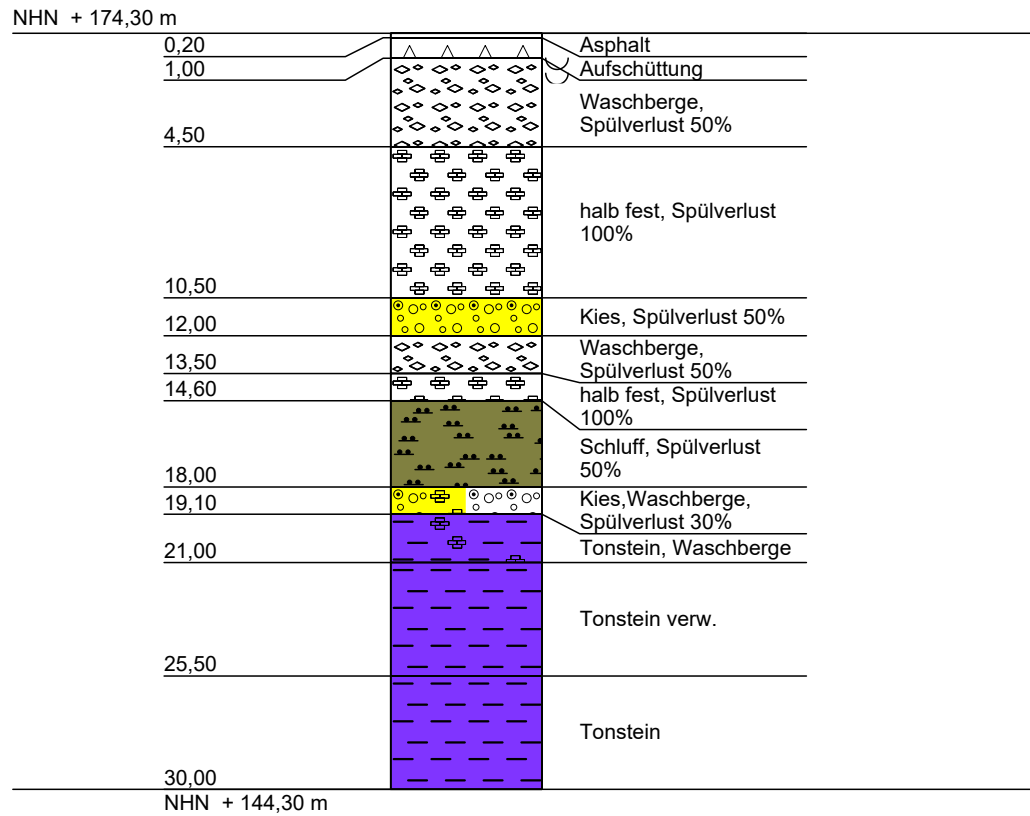 NHN + 174,30 m
0,20
Asphalt
1,00
Aufschüttung
Waschberge,
Spülverlust 50%
4,50
halb fest, Spülverlust
100%
10,50
Kies, Spülverlust 50%
12,00
Waschberge,
Spülverlust 50%
13,50
halb fest, Spülverlust
100%
14,60
Schluff, Spülverlust
50%
18,00
Kies,Waschberge,
Spülverlust 30%
19,10
Tonstein, Waschberge
21,00
Tonstein verw.
25,50
Tonstein
30,00
NHN + 144,30 m